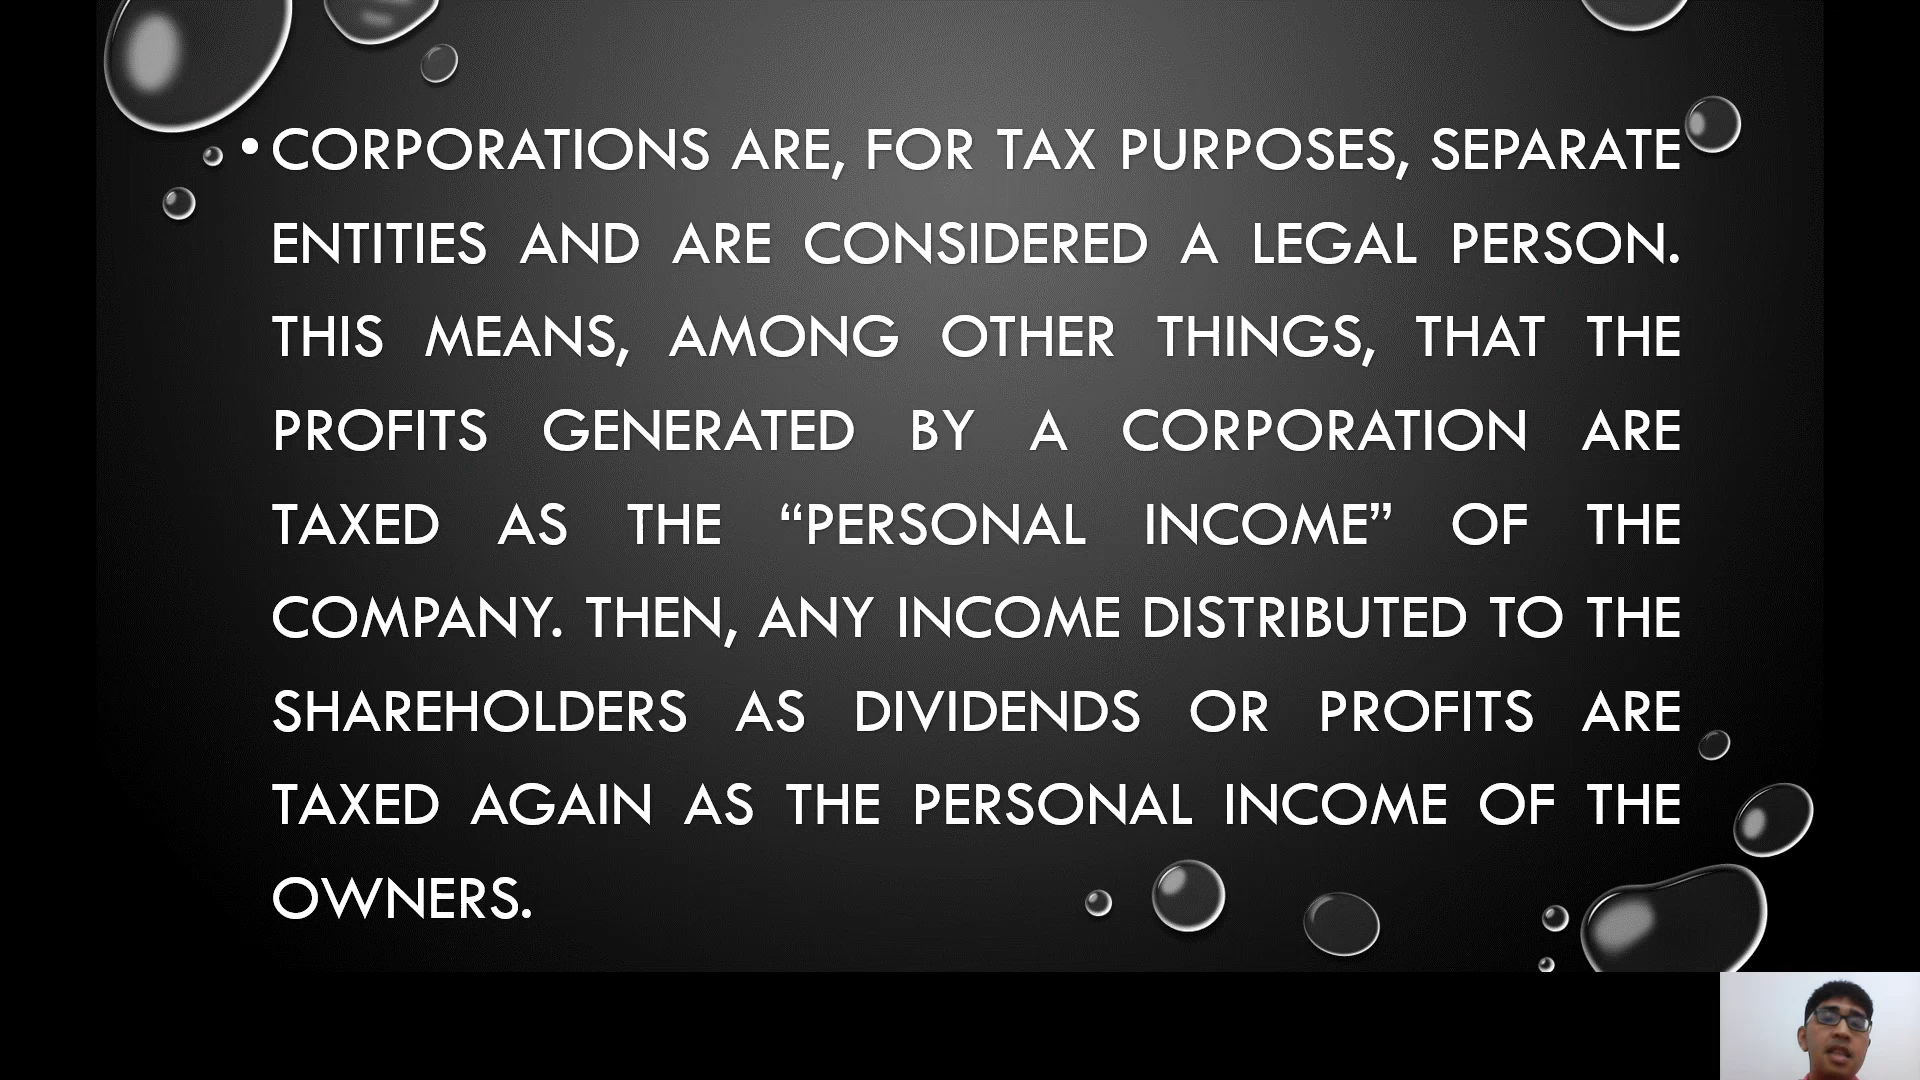 • CORPORATIONS ARE, FOR TAX PURPOSES, SEPARATE
ENTITIES AND ARE CONSIDERED A LEGAL PERSON.
THIS MEANS, AMONG OTHER THINGS, THAT THE
PROFITS GENERATED BY A CORPORATION ARE
TAXED AS THE “PERSONAL INCOME” OF THE
COMPANY. THEN, ANY INCOME DISTRIBUTED TO THE
SHAREHOLDERS AS DIVIDENDS OR PROFITS ARE
TAXED AGAIN AS THE PERSONAL INCOME OF THE
OWNERS.